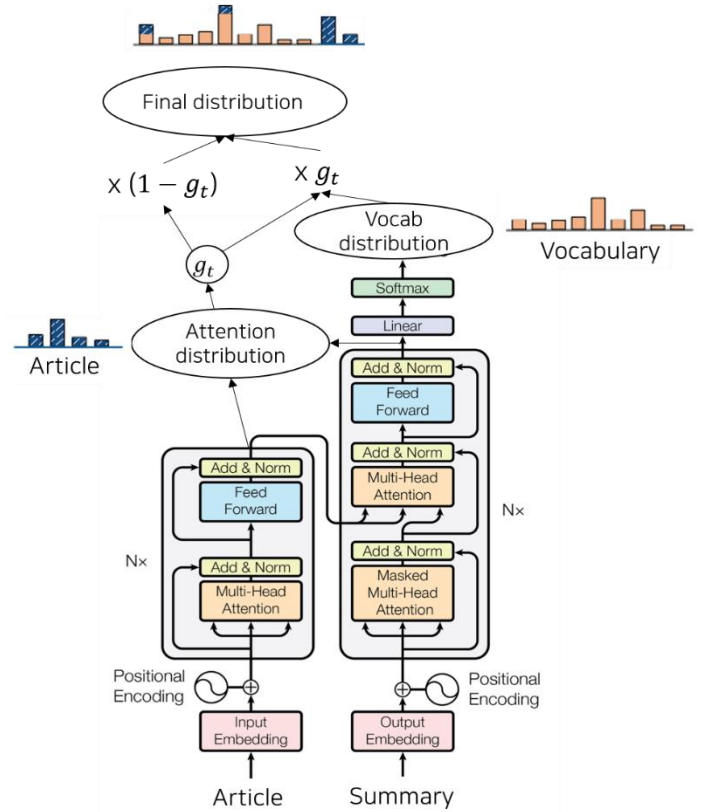 Final distribution
x (1 − g_t)
x g_t
Vocab
distribution
Vocabulary
g_t
Softmax
Linear
Attention
distribution
Article
Add & Norm
Feed
Forward
Add & Norm
Multi-Head
Attention
Add & Norm
Masked
Multi-Head
Attention
N×
Add & Norm
Feed
Forward
Add & Norm
Multi-Head
Attention
N×
Positional
Encoding
Positional
Encoding
Input
Embedding
Output
Embedding
Article
Summary